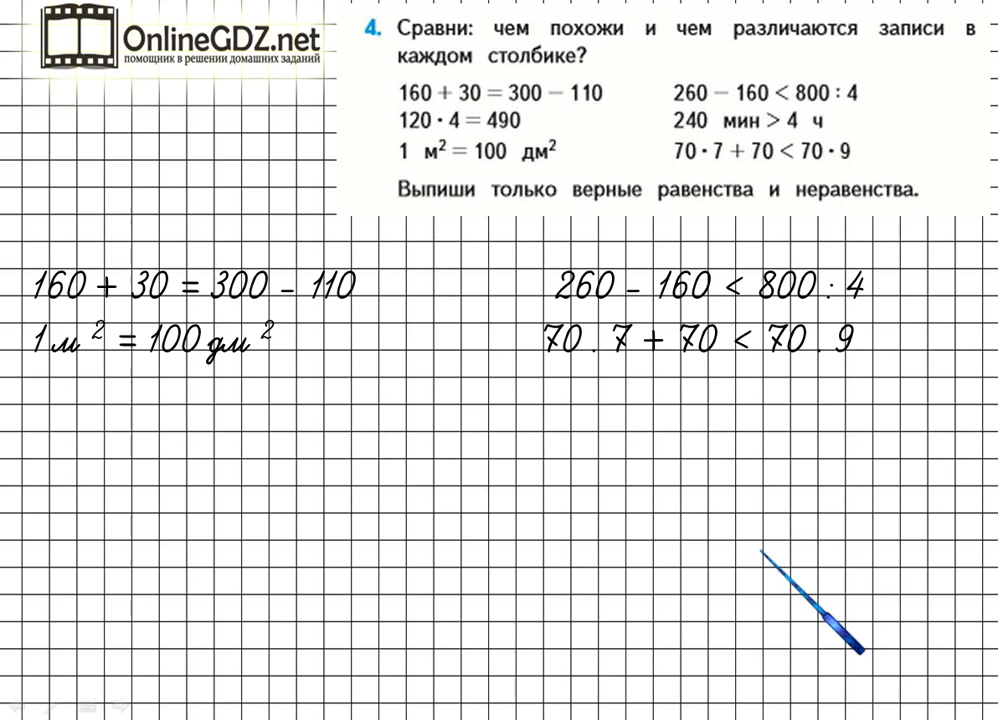 OnlineGDZ.net
помощник в решении домашних заданий
4. Сравни: чем похожи и чем различаются записи в
каждом столбике?
160 + 30 = 300 − 110
260 − 160 < 800 : 4
120 · 4 = 490
240 мин > 4 ч
1 м² = 100 дм²
70 · 7 + 70 < 70 · 9
Выпиши только верные равенства и неравенства.
160 + 30 = 300 - 110
260 - 160 < 800 : 4
1 м ² = 100 дм ²
70 . 7 + 70 < 70 . 9